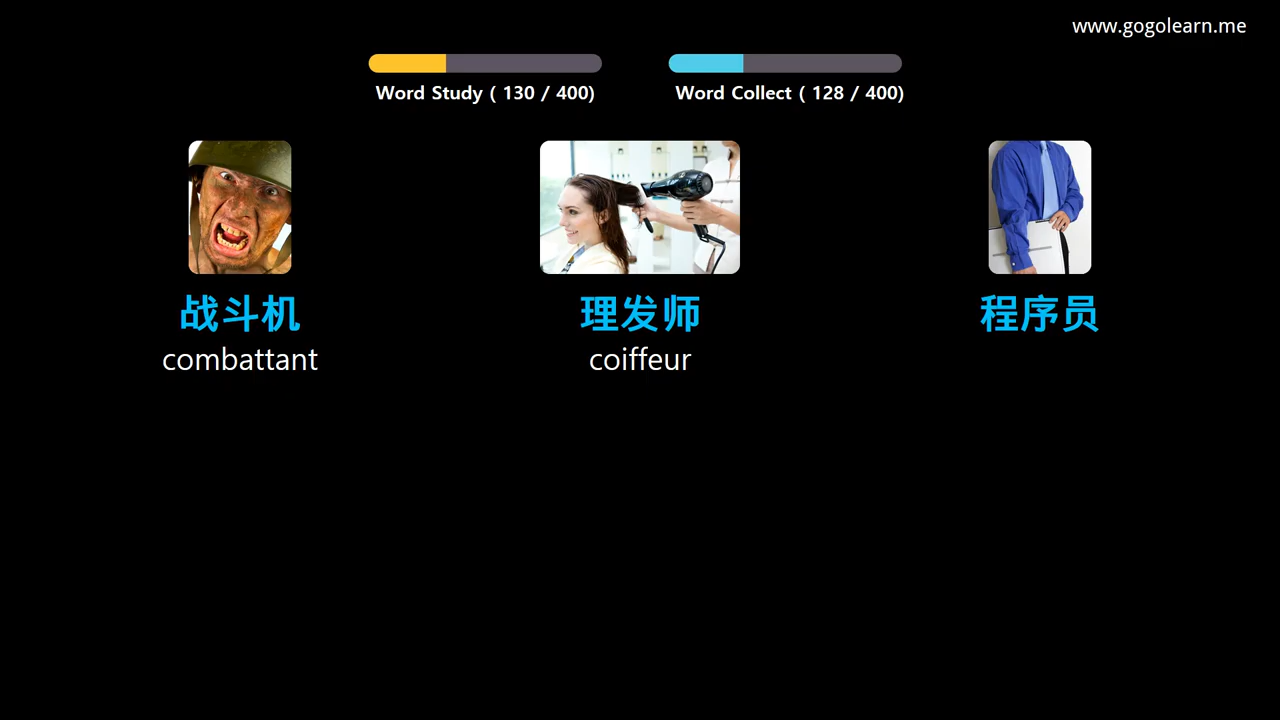 www.gogolearn.me
Word Study ( 130 / 400)
Word Collect ( 128 / 400)
战斗机
理发师
程序员
combattant
coiffeur